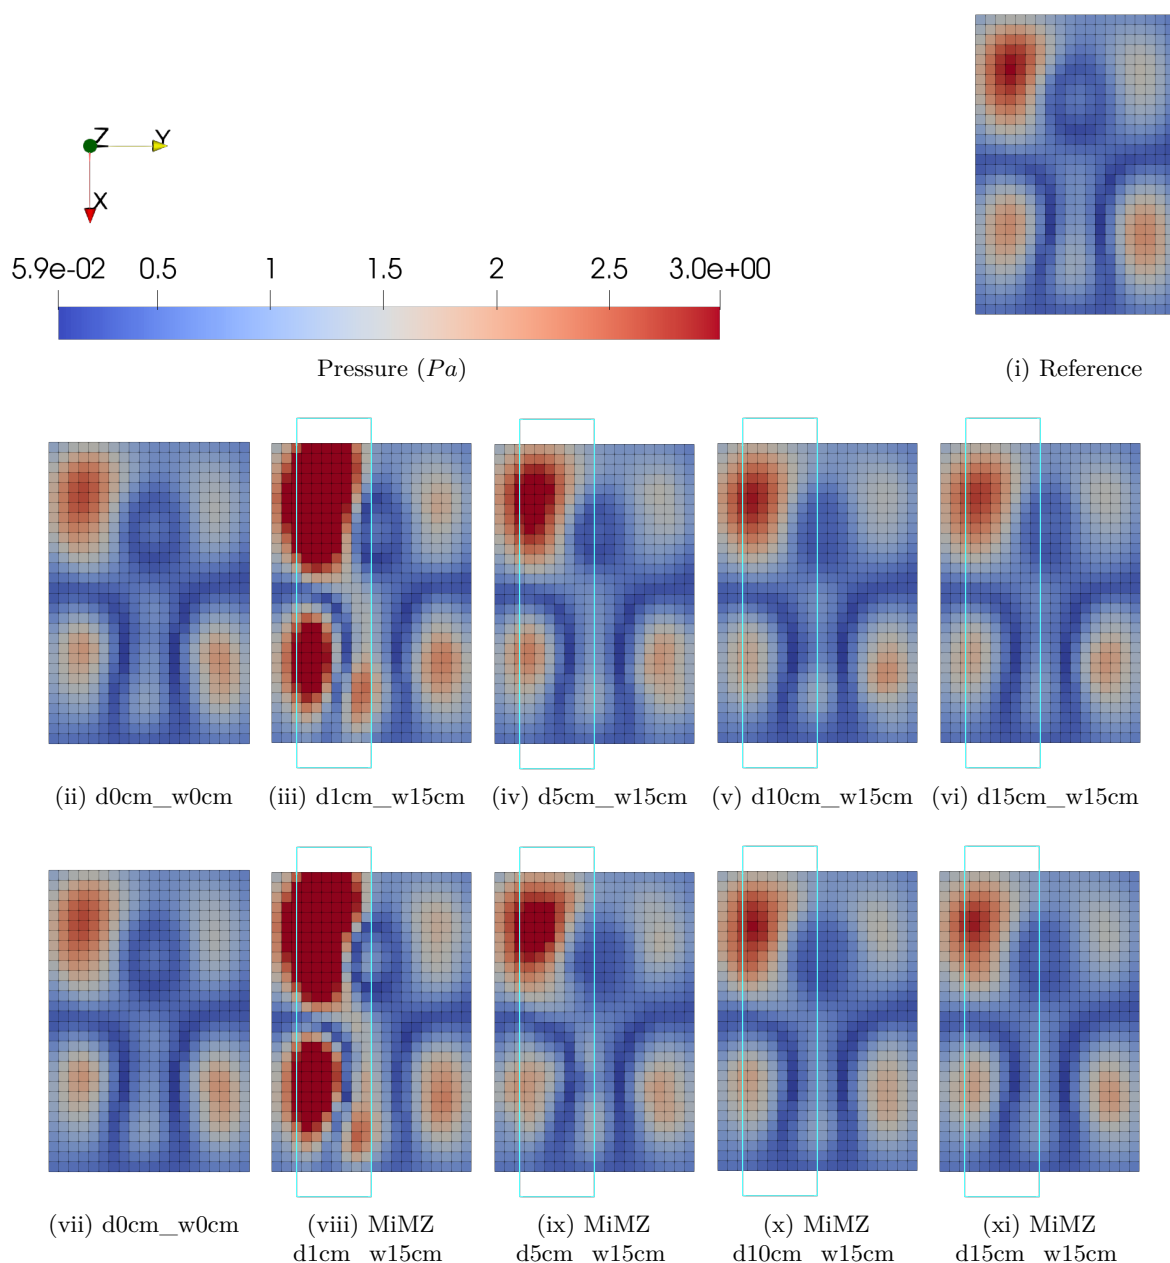 Z
Y
X
5.9e-02 0.5 1 1.5 2 2.5 3.0e+00
Pressure (Pa)
(i) Reference
(ii) d0cm_w0cm (iii) d1cm_w15cm (iv) d5cm_w15cm (v) d10cm_w15cm (vi) d15cm_w15cm
(vii) d0cm_w0cm (viii) MiMZ (ix) MiMZ (x) MiMZ (xi) MiMZ
d1cm w15cm d5cm w15cm d10cm w15cm d15cm w15cm